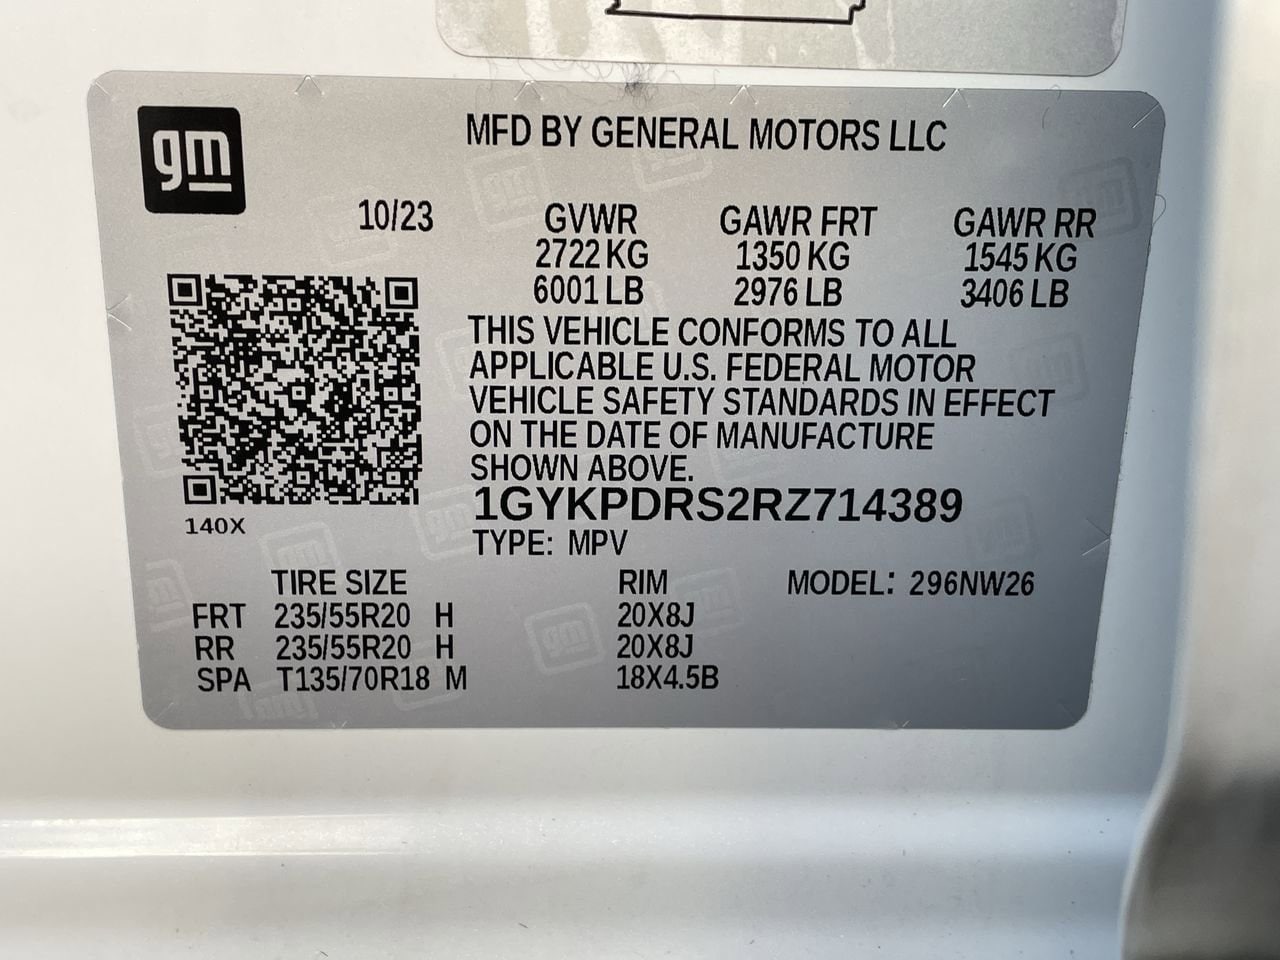 gm
MFD BY GENERAL MOTORS LLC
10/23
GVWR GAWR FRT GAWR RR
2722 KG 1350 KG 1545 KG
6001 LB 2976 LB 3406 LB
THIS VEHICLE CONFORMS TO ALL
APPLICABLE U.S. FEDERAL MOTOR
VEHICLE SAFETY STANDARDS IN EFFECT
ON THE DATE OF MANUFACTURE
SHOWN ABOVE.
1GYKPDRS2RZ714389
140X
TYPE: MPV
TIRE SIZE RIM MODEL: 296NW26
FRT 235/55R20 H 20X8J
RR 235/55R20 H 20X8J
SPA T135/70R18 M 18X4.5B